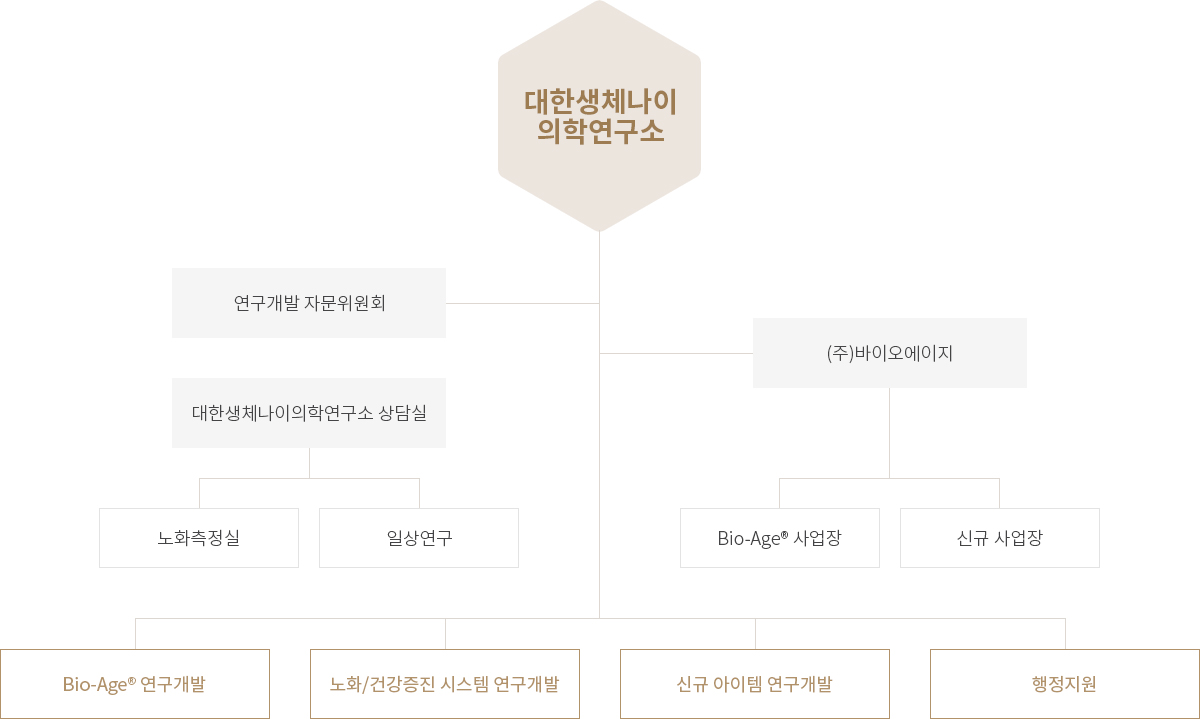 대한생체나이
의학연구소
연구개발 자문위원회
(주)바이오에이지
대한생체나이의학연구소 상담실
노화측정실
일상연구
Bio-Age® 사업장
신규 사업장
Bio-Age® 연구개발
노화/건강증진 시스템 연구개발
신규 아이템 연구개발
행정지원